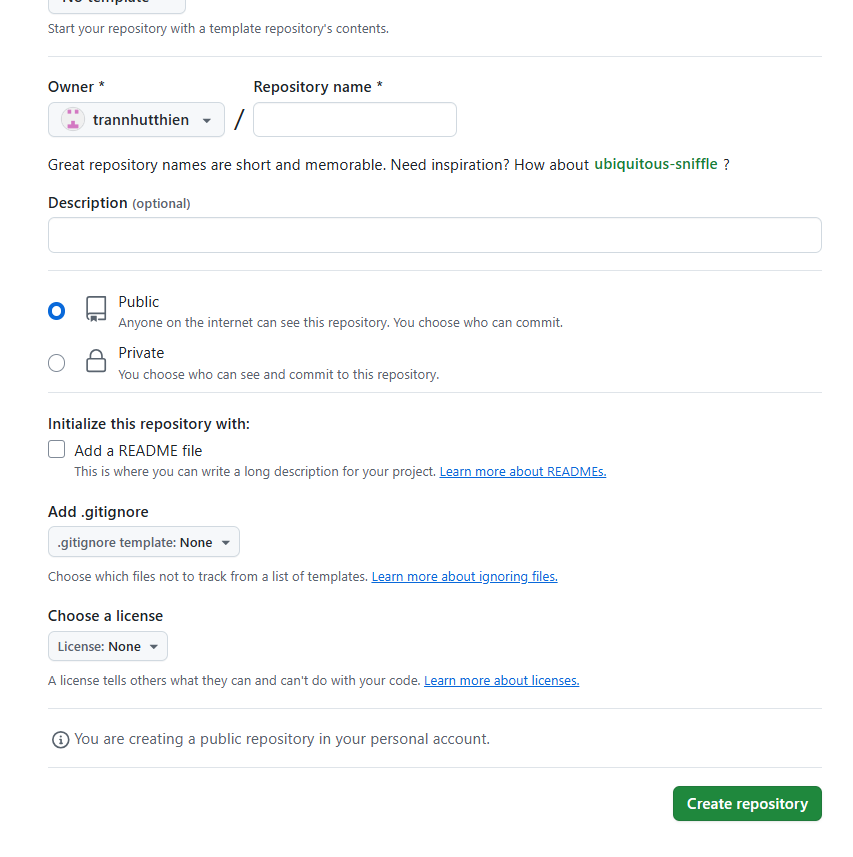 No template
Start your repository with a template repository's contents.
Owner *
Repository name *
trannhutthien
/
Great repository names are short and memorable. Need inspiration? How about ubiquitous-sniffle ?
Description (optional)
Public
Anyone on the internet can see this repository. You choose who can commit.
Private
You choose who can see and commit to this repository.
Initialize this repository with:
Add a README file
This is where you can write a long description for your project. Learn more about READMEs.
Add .gitignore
.gitignore template: None
Choose which files not to track from a list of templates. Learn more about ignoring files.
Choose a license
License: None
A license tells others what they can and can't do with your code. Learn more about licenses.
You are creating a public repository in your personal account.
Create repository